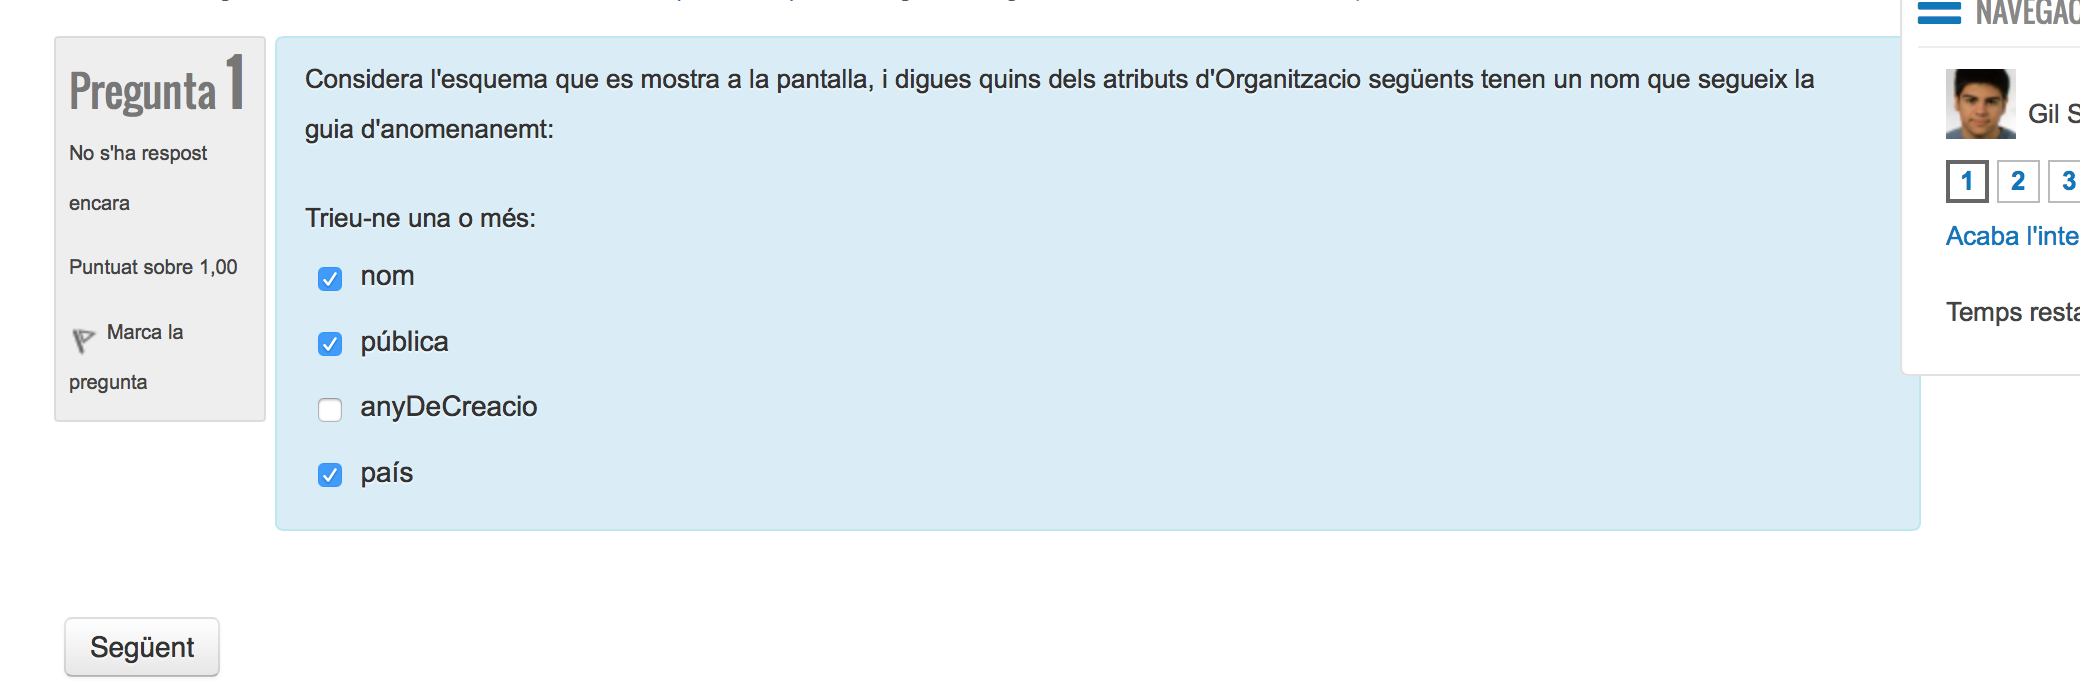 Pregunta 1
No s'ha respost
encara
Puntuat sobre 1,00
Marca la
pregunta
Considera l'esquema que es mostra a la pantalla, i digues quins dels atributs d'Organitzacio següents tenen un nom que segueix la
guia d'anomenanemt:
Trieu-ne una o més:
nom
pública
anyDeCreacio
país
Següent
NAVEGAC
Gil S
1 2 3
Acaba l'inte
Temps resta